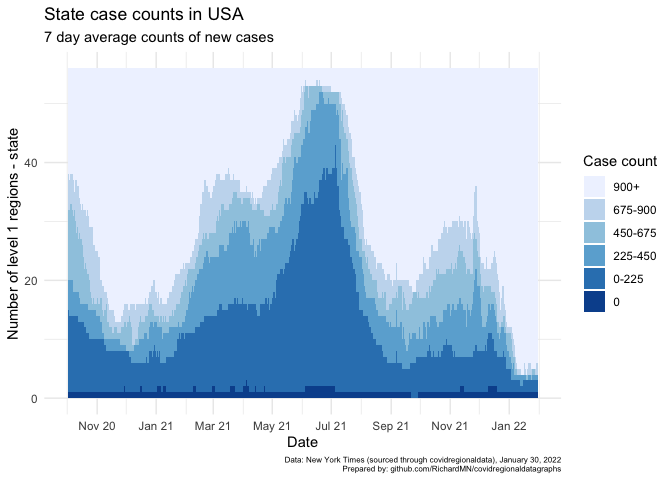 State case counts in USA
7 day average counts of new cases
Number of level 1 regions - state
40
20
0
Nov 20 Jan 21 Mar 21 May 21 Jul 21 Sep 21 Nov 21 Jan 22
Date
Case count
900+
675-900
450-675
225-450
0-225
0
Data: New York Times (sourced through covidregionaldata), January 30, 2022
Prepared by: github.com/RichardMN/covidregionaldatagraphs